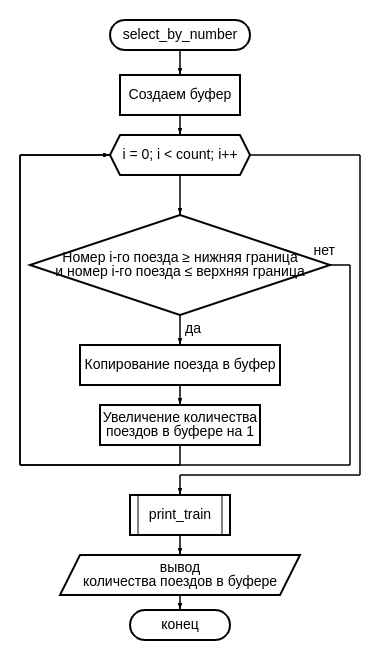 select_by_number
Создаем буфер
i = 0; i < count; i++
Номер i-го поезда ≥ нижняя граница
и номер i-го поезда ≤ верхняя граница
нет
да
Копирование поезда в буфер
Увеличение количества
поездов в буфере на 1
print_train
вывод
количества поездов в буфере
конец